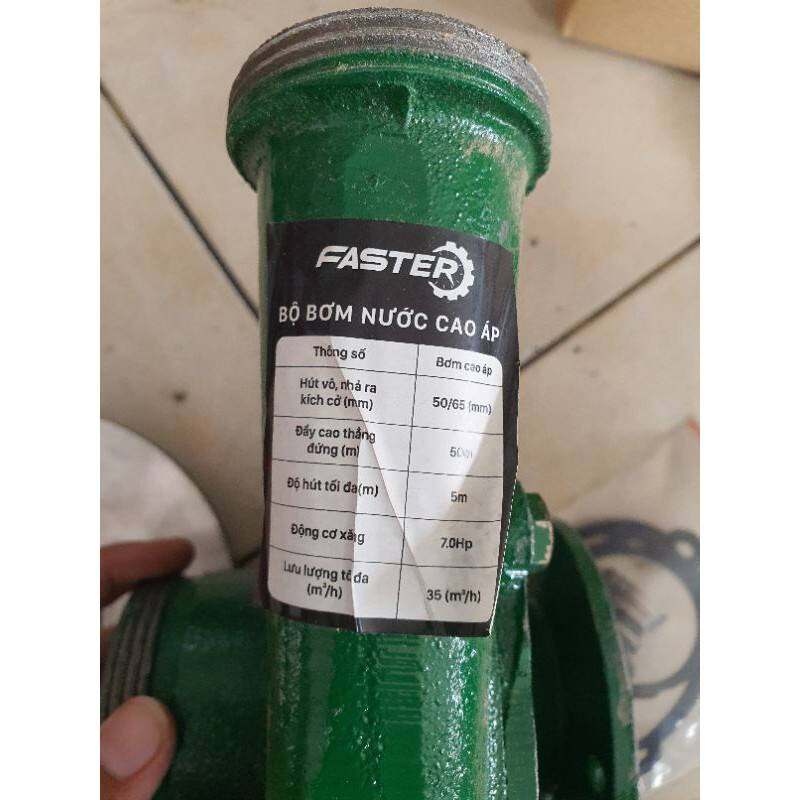 FASTER
BỘ BƠM NƯỚC CAO ÁP
Thông số
Bơm cao áp
Hút vô, nhả ra
kích cở (mm)
50/65 (mm)
Đẩy cao thẳng
đứng (m)
Độ hút tối đa(m)
5m
Động cơ xăng
7.0Hp
Lưu lượng tối đa
(m³/h)
35 (m³/h)